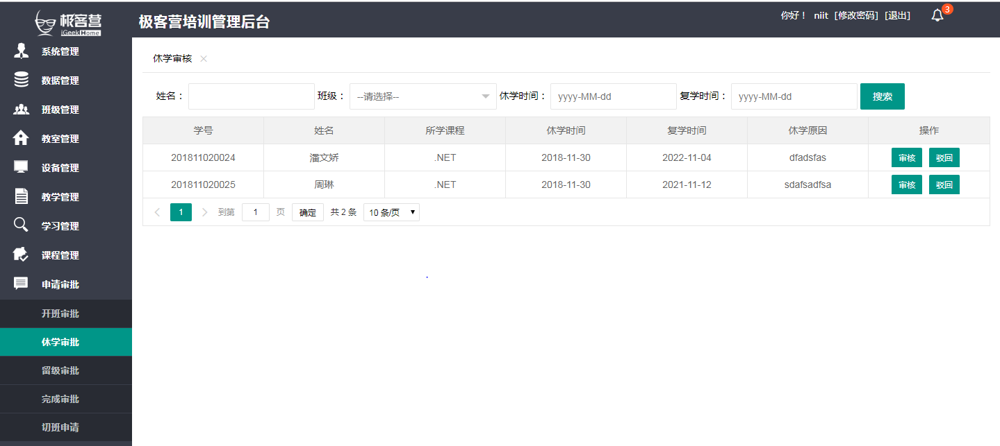 极客营
iGeekHome
极客营培训管理后台
你好！ niit [修改密码] [退出]
3
系统管理
数据管理
班级管理
教室管理
设备管理
教学管理
学习管理
课程管理
申请审批
开班审批
休学审批
留级审批
完成审批
切班申请
休学审核
姓名： 班级： --请选择-- 休学时间： yyyy-MM-dd 复学时间： yyyy-MM-dd 搜索
学号 姓名 所学课程 休学时间 复学时间 休学原因 操作
201811020024 潘文娇 .NET 2018-11-30 2022-11-04 dfadsfas 审核 驳回
201811020025 周琳 .NET 2018-11-30 2021-11-12 sdafsadfsa 审核 驳回
1 到第 1 页 确定 共 2 条 10 条/页